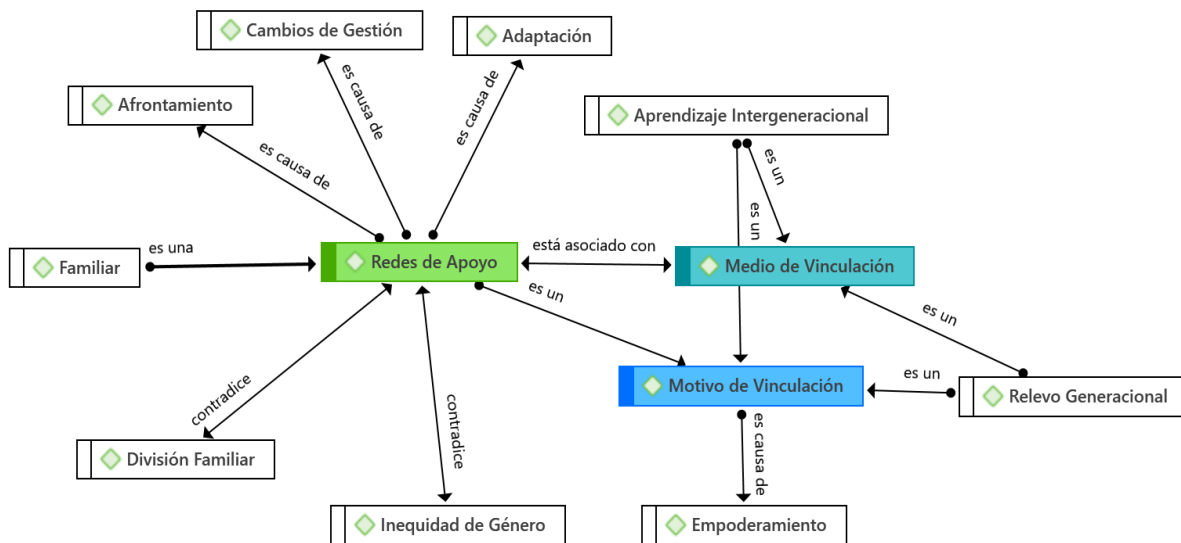 Cambios de Gestión
Adaptación
Afrontamiento
Aprendizaje Intergeneracional
es causa de
es causa de
es causa de
es un
es un
Familiar
es una
Redes de Apoyo
está asociado con
Medio de Vinculación
es un
es un
Motivo de Vinculación
es un
Relevo Generacional
contradice
contradice
es causa de
División Familiar
Inequidad de Género
Empoderamiento